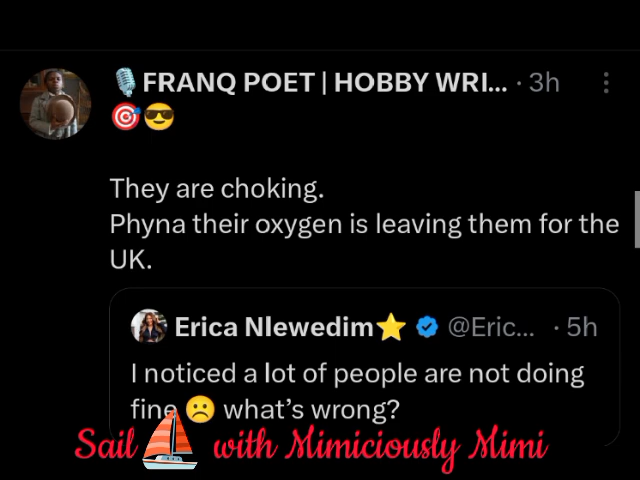 🎙️FRANQ POET | HOBBY WRI... · 3h
🎯😎
They are choking.
Phyna their oxygen is leaving them for the
UK.
Erica Nlewedim⭐ @Eric... · 5h
I noticed a lot of people are not doing
fine ☹️ what's wrong?
Sail⛵ with Mimiciously Mimi